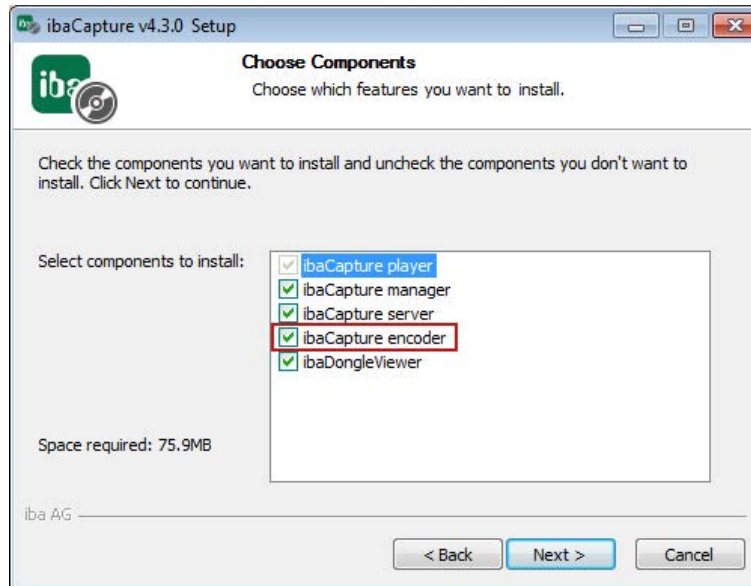 ibaCapture v4.3.0 Setup
iba
Choose Components
Choose which features you want to install.
Check the components you want to install and uncheck the components you don't want to
install. Click Next to continue.
Select components to install:
ibaCapture player
ibaCapture manager
ibaCapture server
ibaCapture encoder
ibaDongleViewer
Space required: 75.9MB
iba AG
< Back
Next >
Cancel